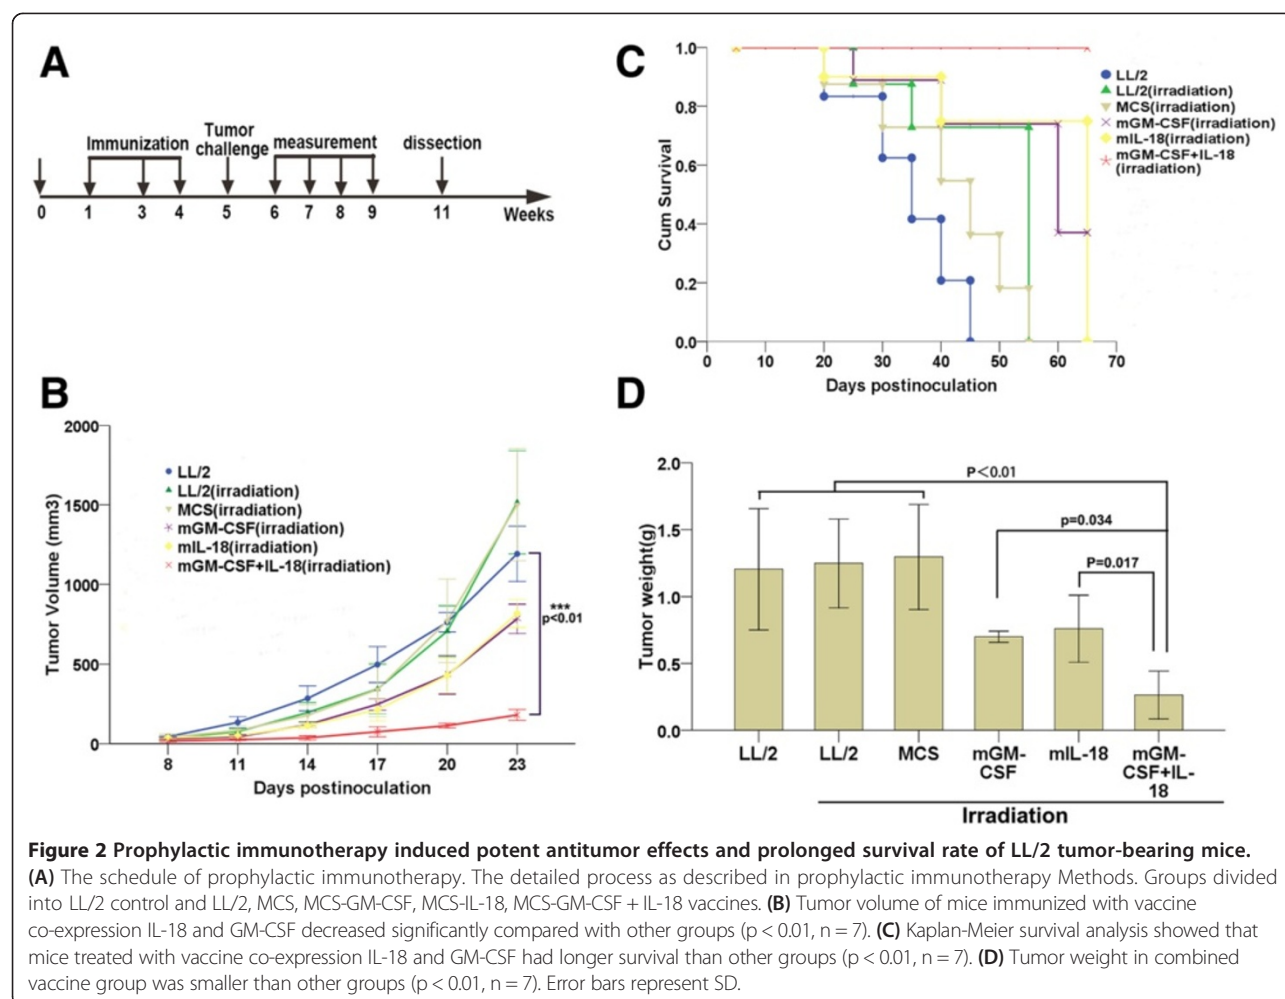 A
Immunization
Tumor
challenge
measurement
dissection
0 1 3 4 5 6 7 8 9 11 Weeks
C
Cum Survival
1.0
0.8
0.6
0.4
0.2
0.0
0 10 20 30 40 50 60 70
Days postinoculation
LL/2
LL/2(irradiation)
MCS(irradiation)
mGM-CSF(irradiation)
mIL-18(irradiation)
mGM-CSF+IL-18
(irradiation)
B
Tumor Volume (mm3)
2000
1500
1000
500
0
8 11 14 17 20 23
Days postinoculation
LL/2
LL/2(irradiation)
MCS(irradiation)
mGM-CSF(irradiation)
mIL-18(irradiation)
mGM-CSF+IL-18(irradiation)
***
p<0.01
D
Tumor weight(g)
2.0
1.5
1.0
0.5
0.0
P<0.01
p=0.034
P=0.017
LL/2 LL/2 MCS mGM- mIL-18 mGM-
CSF CSF+IL-
18
Irradiation
Figure 2 Prophylactic immunotherapy induced potent antitumor effects and prolonged survival rate of LL/2 tumor-bearing mice.
(A) The schedule of prophylactic immunotherapy. The detailed process as described in prophylactic immunotherapy Methods. Groups divided
into LL/2 control and LL/2, MCS, MCS-GM-CSF, MCS-IL-18, MCS-GM-CSF + IL-18 vaccines. (B) Tumor volume of mice immunized with vaccine
co-expression IL-18 and GM-CSF decreased significantly compared with other groups (p < 0.01, n = 7). (C) Kaplan-Meier survival analysis showed that
mice treated with vaccine co-expression IL-18 and GM-CSF had longer survival than other groups (p < 0.01, n = 7). (D) Tumor weight in combined
vaccine group was smaller than other groups (p < 0.01, n = 7). Error bars represent SD.